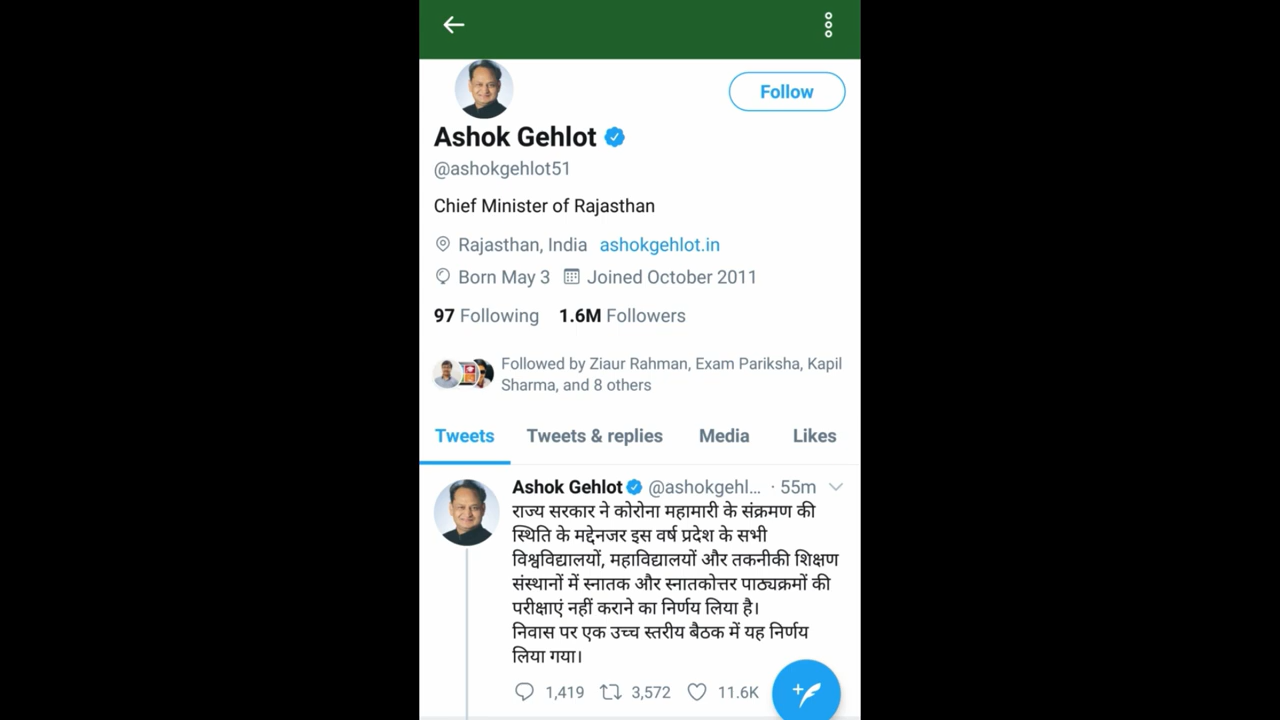 Follow
Ashok Gehlot
@ashokgehlot51
Chief Minister of Rajasthan
Rajasthan, India ashokgehlot.in
Born May 3 Joined October 2011
97 Following 1.6M Followers
Followed by Ziaur Rahman, Exam Pariksha, Kapil
Sharma, and 8 others
Tweets Tweets & replies Media Likes
Ashok Gehlot @ashokgehl... · 55m
राज्य सरकार ने कोरोना महामारी के संक्रमण की
स्थिति के मद्देनजर इस वर्ष प्रदेश के सभी
विश्वविद्यालयों, महाविद्यालयों और तकनीकी शिक्षण
संस्थानों में स्नातक और स्नातकोत्तर पाठ्यक्रमों की
परीक्षाएं नहीं कराने का निर्णय लिया है।
निवास पर एक उच्च स्तरीय बैठक में यह निर्णय
लिया गया।
1,419 3,572 11.6K